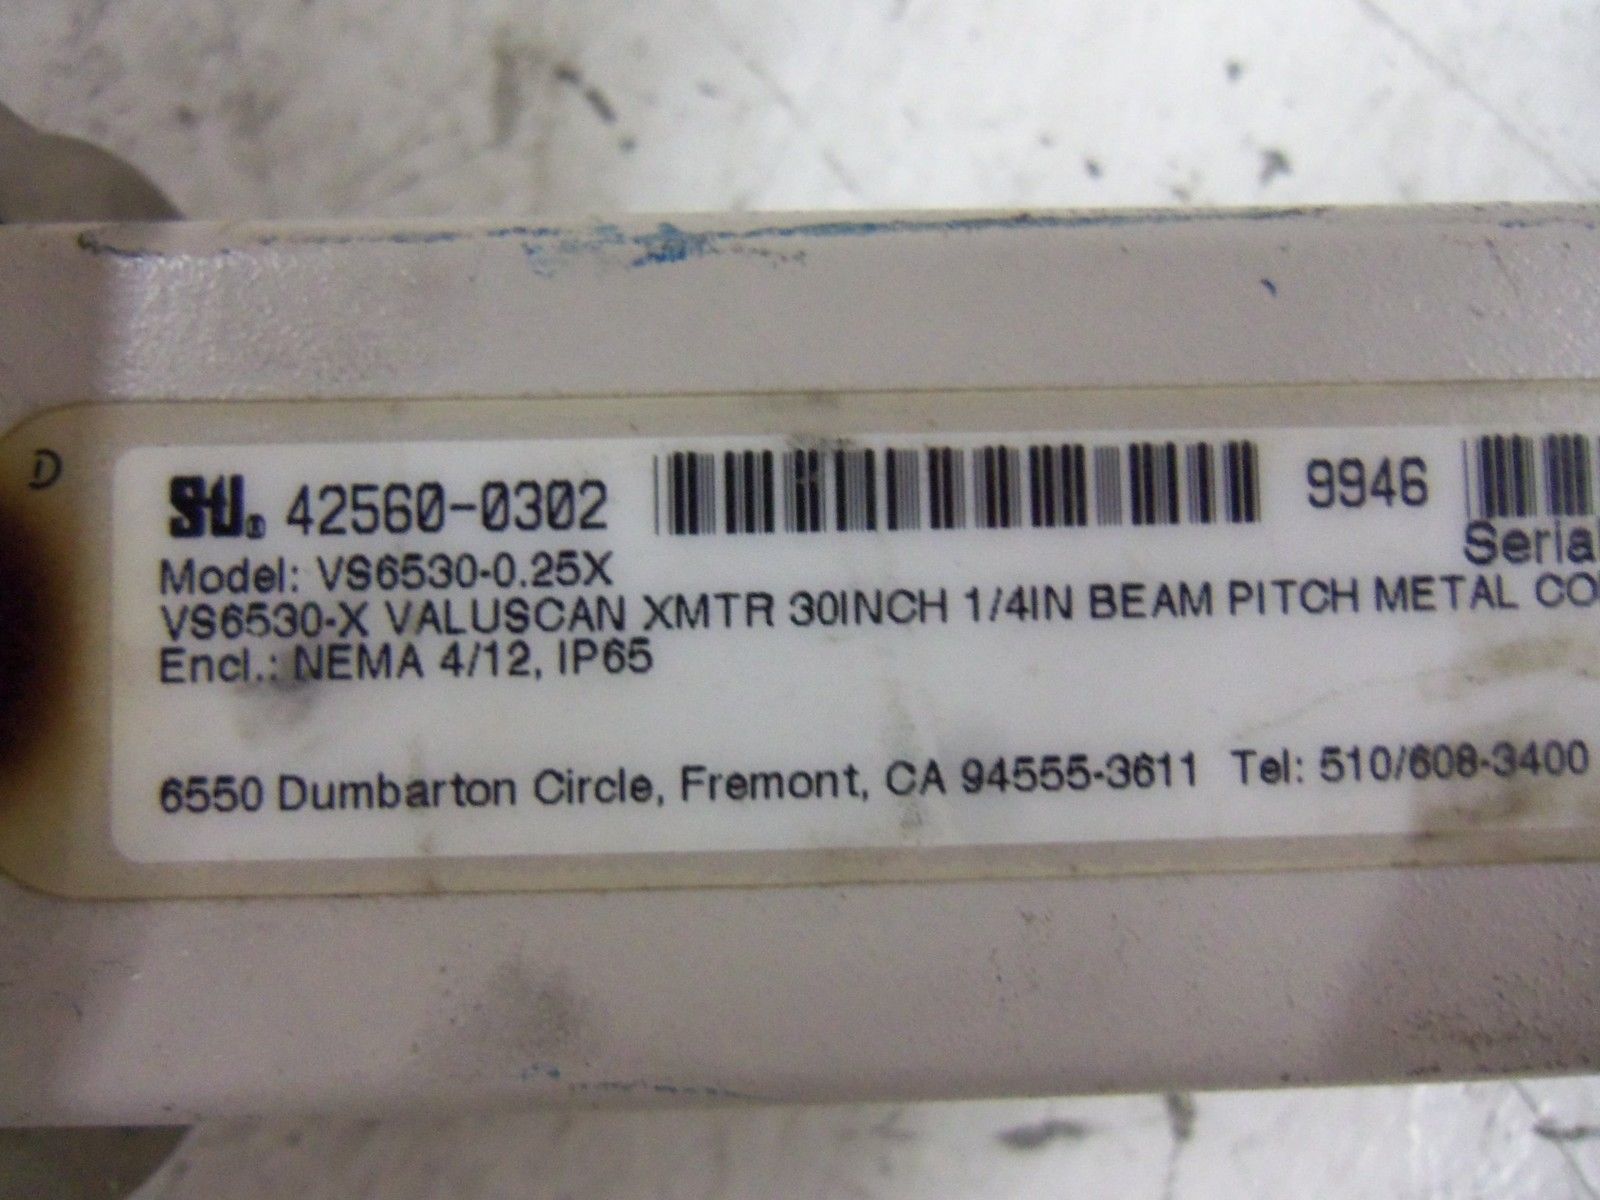 D
STI® 42560-0302 9946
Serial
Model: VS6530-0.25X
VS6530-X VALUSCAN XMTR 30INCH 1/4IN BEAM PITCH METAL CO
Encl.: NEMA 4/12, IP65
6550 Dumbarton Circle, Fremont, CA 94555-3611 Tel: 510/608-3400